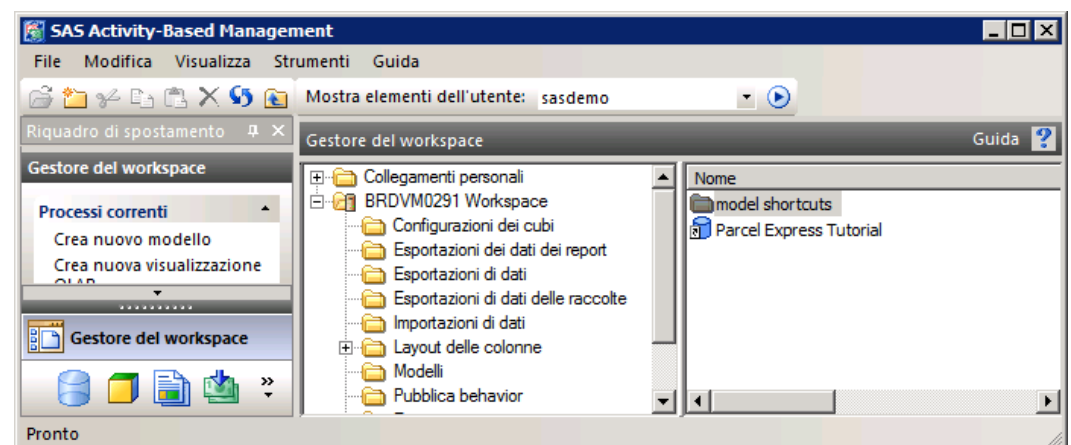 SAS Activity-Based Management
File Modifica Visualizza Strumenti Guida
Mostra elementi dell'utente: sasdemo
Riquadro di spostamento
Gestore del workspace
Processi correnti
Crea nuovo modello
Crea nuova visualizzazione
Gestore del workspace
Gestore del workspace Guida
Collegamenti personali
BRDVM0291 Workspace
Configurazioni dei cubi
Esportazioni dei dati dei report
Esportazioni di dati
Esportazioni di dati delle raccolte
Importazioni di dati
Layout delle colonne
Modelli
Pubblica behavior
Nome
model shortcuts
Parcel Express Tutorial
Pronto